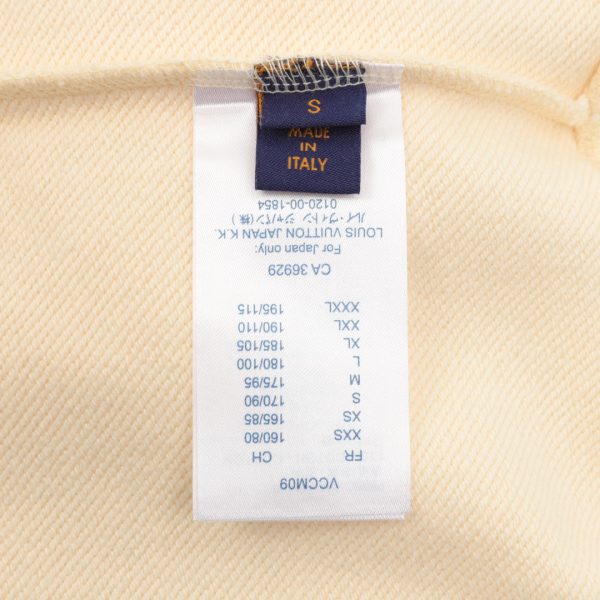 S
MADE
IN
ITALY
VCCM09
FR CH
XXS 160/80
XS 165/85
S 170/90
M 175/95
L 180/100
XL 185/105
XXL 190/110
XXXL 195/115
CA 36929
For Japan only:
LOUIS VUITTON JAPAN K.K.
ルイ・ヴィトン ジャパン(株)
0120-00-1854